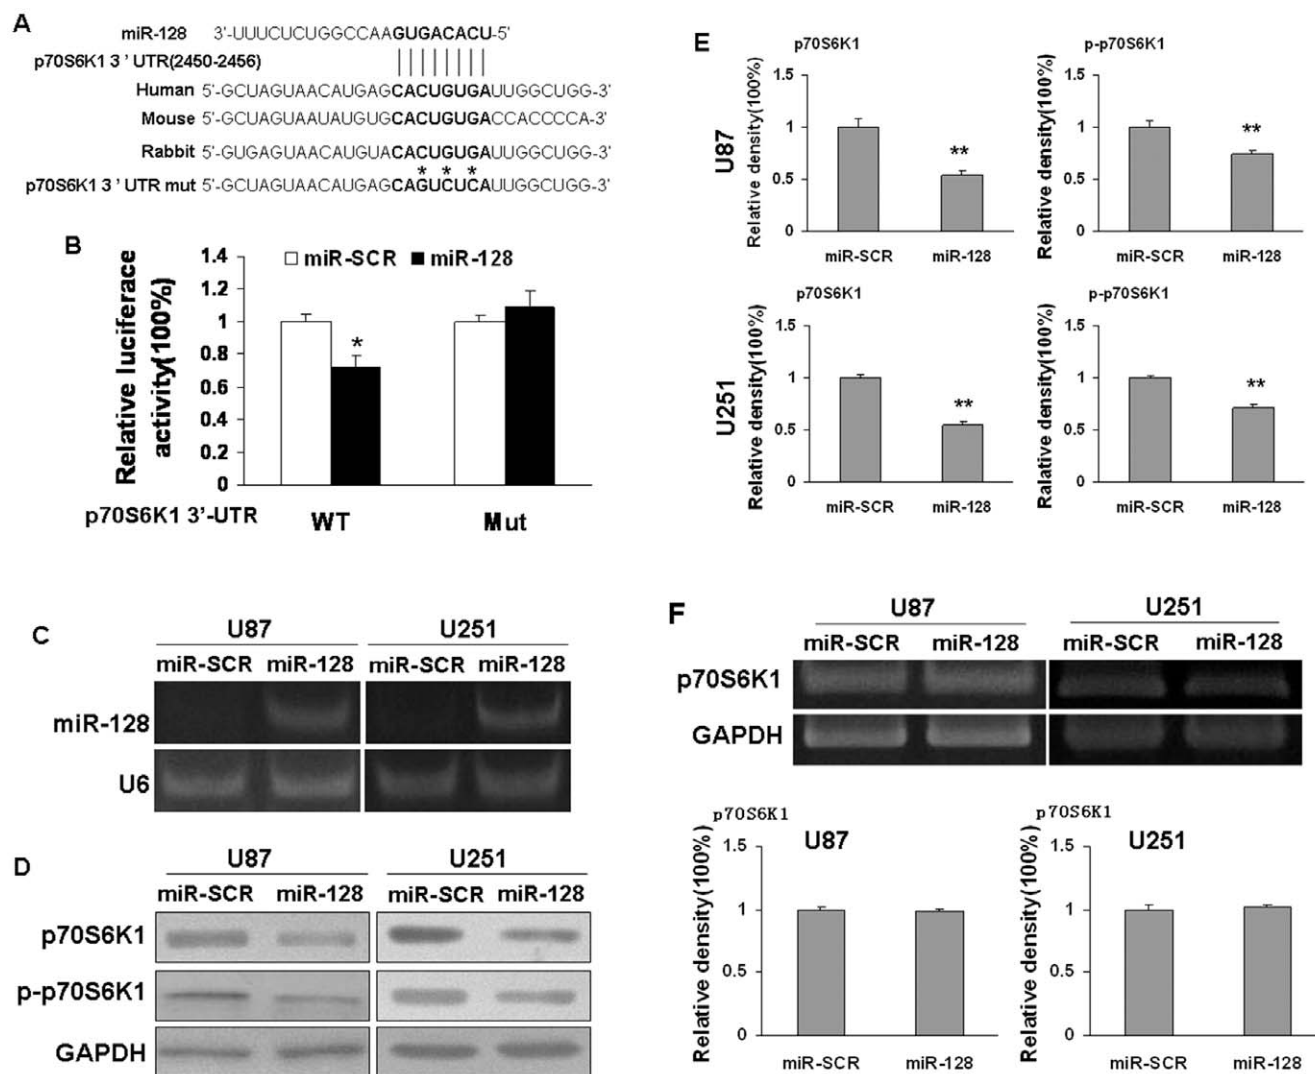 A
miR-128 3'-UUUCUCUGGCCAAGUGACACU-5'
p70S6K1 3 ' UTR(2450-2456)
Human 5'-GCUAGUAACAUGAGCACUGUGAUUGGCUGG-3'
Mouse 5'-GCUAGUAAUAUGUGCACUGUGACCACCCCA-3'
Rabbit 5'-GUGAGUAACAUGUACACUGUGAUUGGCUGG-3'
* * *
p70S6K1 3 ' UTR mut 5'-GCUAGUAACAUGAGCAGUCUCAUUGGCUGG-3'
B
Relative luciferace activity(100%)
miR-SCR miR-128
1.4
1.2
1
0.8
0.6
0.4
0.2
0
*
p70S6K1 3'-UTR WT Mut
C
U87 U251
miR-SCR miR-128 miR-SCR miR-128
miR-128
U6
D
U87 U251
miR-SCR miR-128 miR-SCR miR-128
p70S6K1
p-p70S6K1
GAPDH
E
U87
p70S6K1
Relative density(100%)
1.5
1
0.5
0
**
miR-SCR miR-128
p-p70S6K1
Relative density(100%)
1.5
1
0.5
0
**
miR-SCR miR-128
U251
p70S6K1
Relative density(100%)
1.5
1
0.5
0
**
miR-SCR miR-128
p-p70S6K1
Ralative density(100%)
1.5
1
0.5
0
**
miR-SCR miR-128
F
U87 U251
miR-SCR miR-128 miR-SCR miR-128
p70S6K1
GAPDH
p70S6K1
U87
Relative density(100%)
1.5
1
0.5
0
miR-SCR miR-128
p70S6K1
U251
Relative density(100%)
1.5
1
0.5
0
miR-SCR miR-128